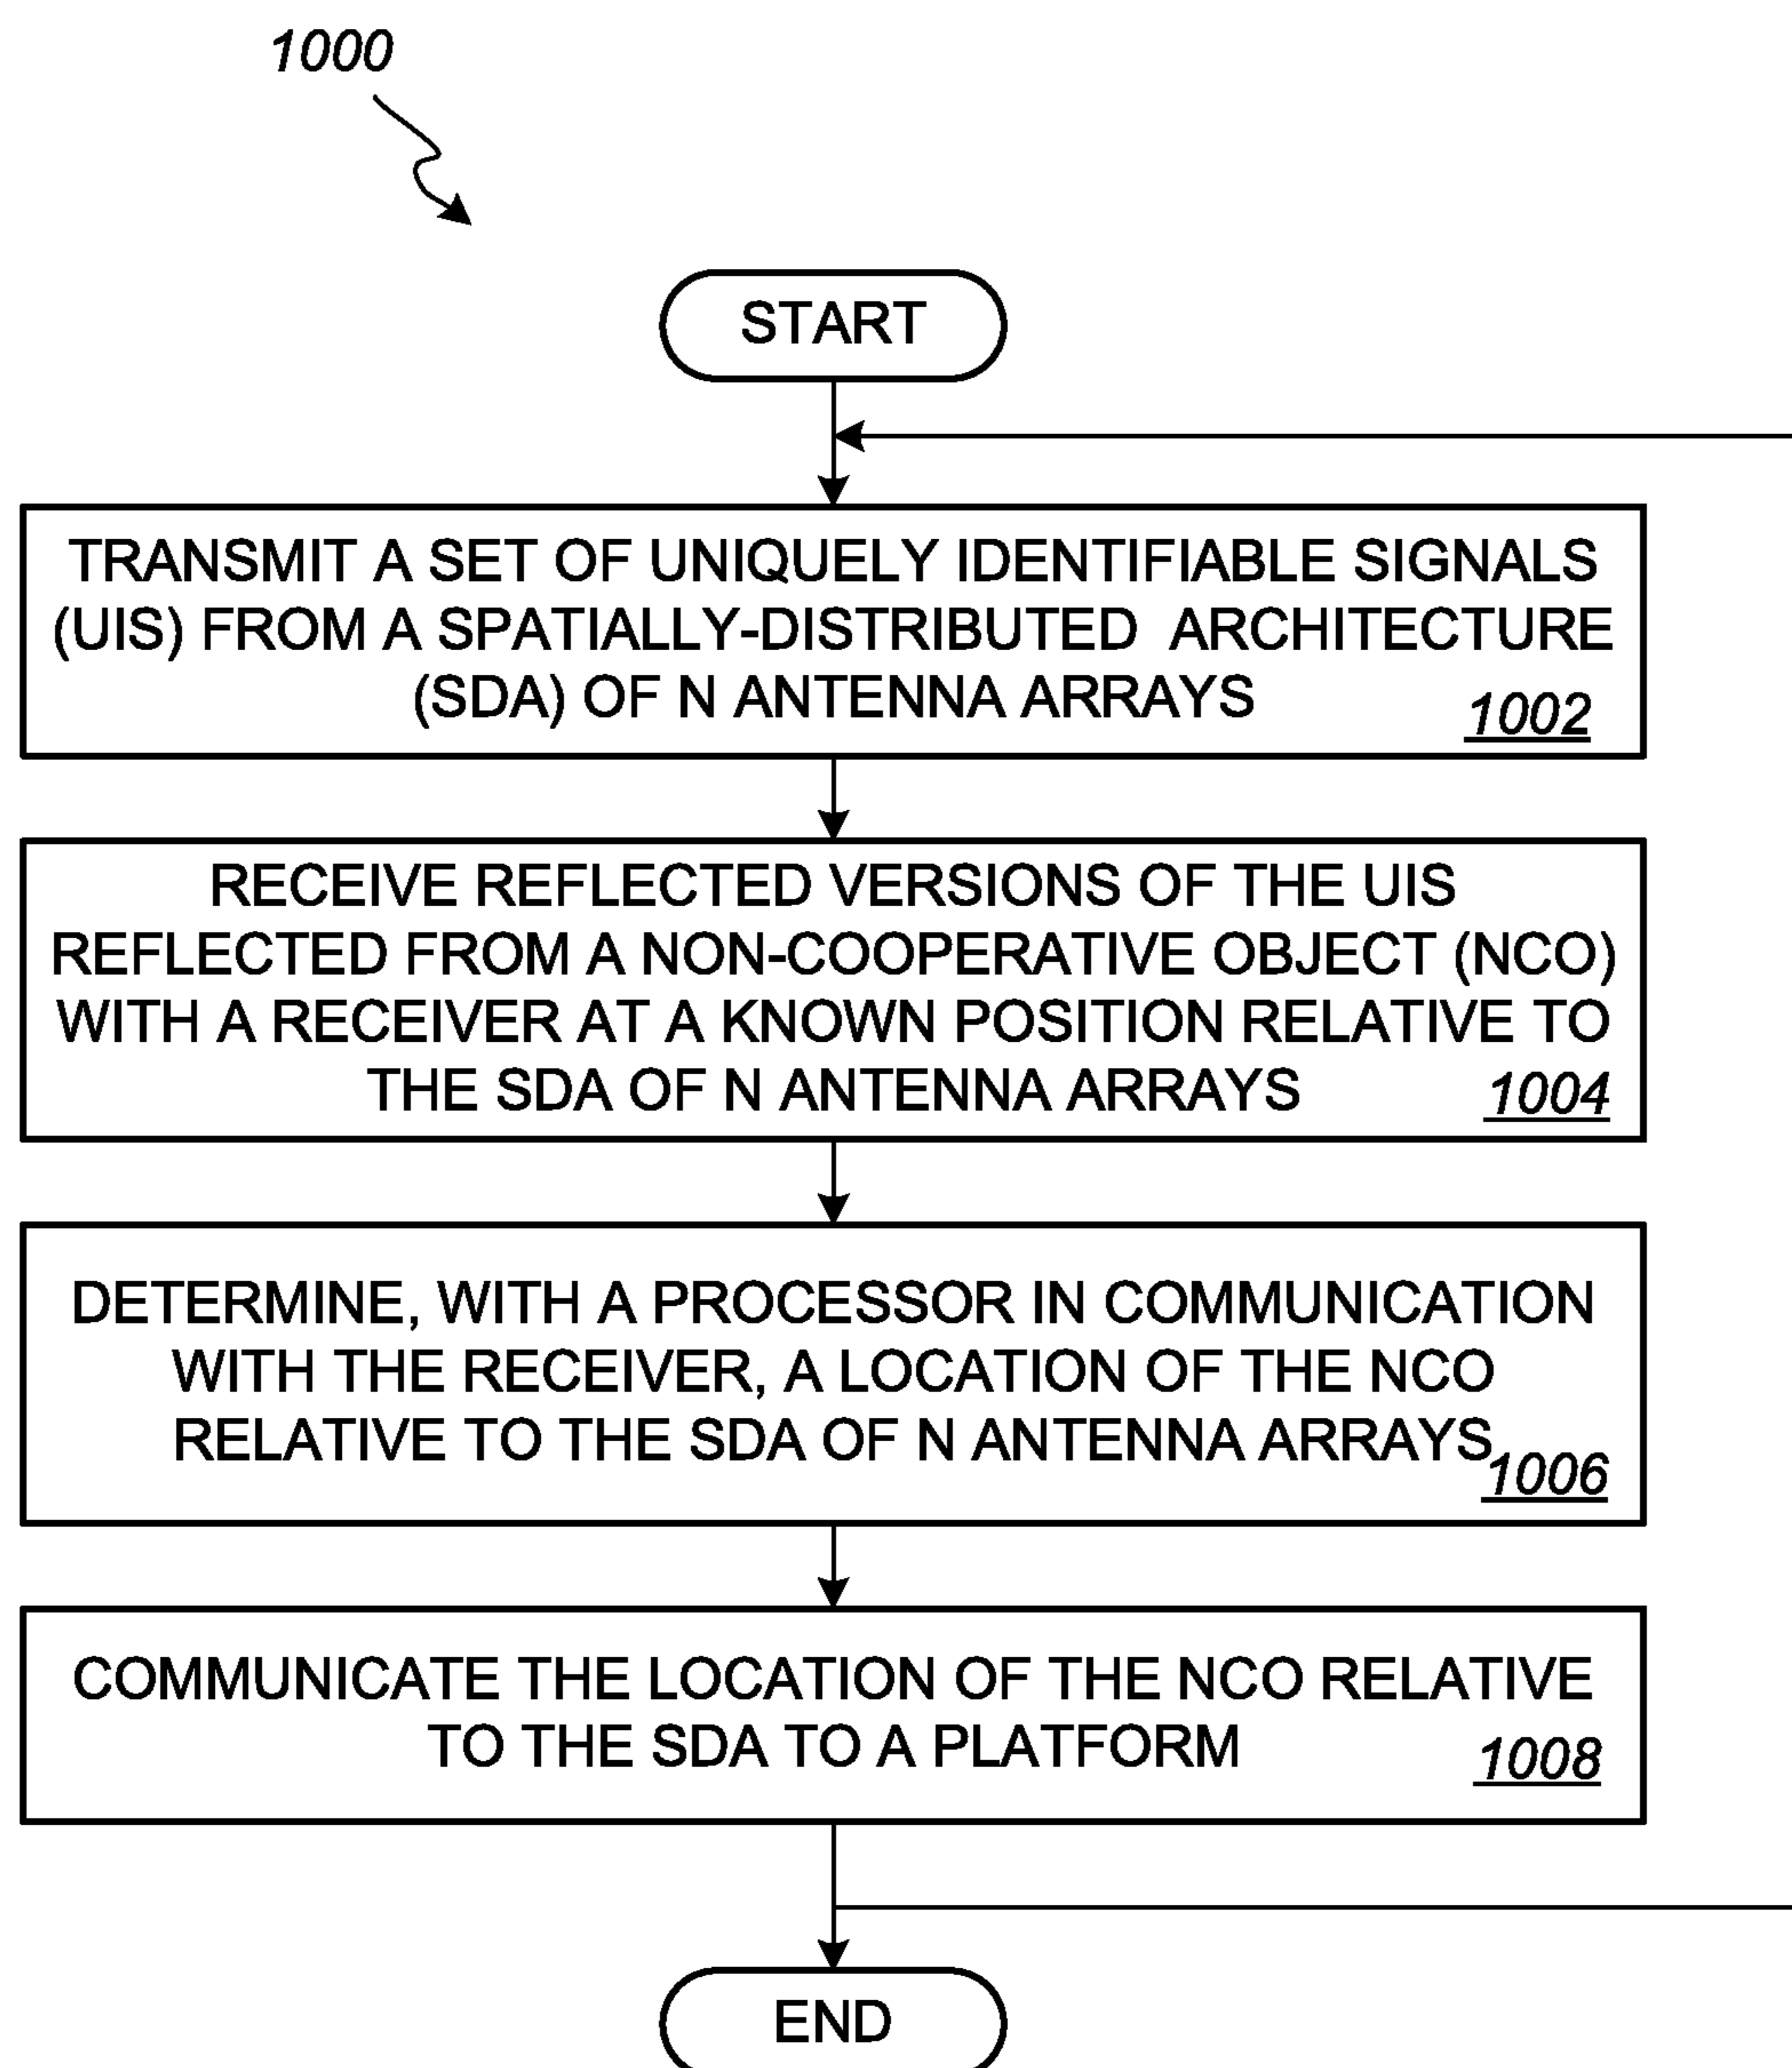 1000
START
TRANSMIT A SET OF UNIQUELY IDENTIFIABLE SIGNALS
(UIS) FROM A SPATIALLY-DISTRIBUTED ARCHITECTURE
(SDA) OF N ANTENNA ARRAYS
1002
RECEIVE REFLECTED VERSIONS OF THE UIS
REFLECTED FROM A NON-COOPERATIVE OBJECT (NCO)
WITH A RECEIVER AT A KNOWN POSITION RELATIVE TO
THE SDA OF N ANTENNA ARRAYS
1004
DETERMINE, WITH A PROCESSOR IN COMMUNICATION
WITH THE RECEIVER, A LOCATION OF THE NCO
RELATIVE TO THE SDA OF N ANTENNA ARRAYS
1006
COMMUNICATE THE LOCATION OF THE NCO RELATIVE
TO THE SDA TO A PLATFORM
1008
END